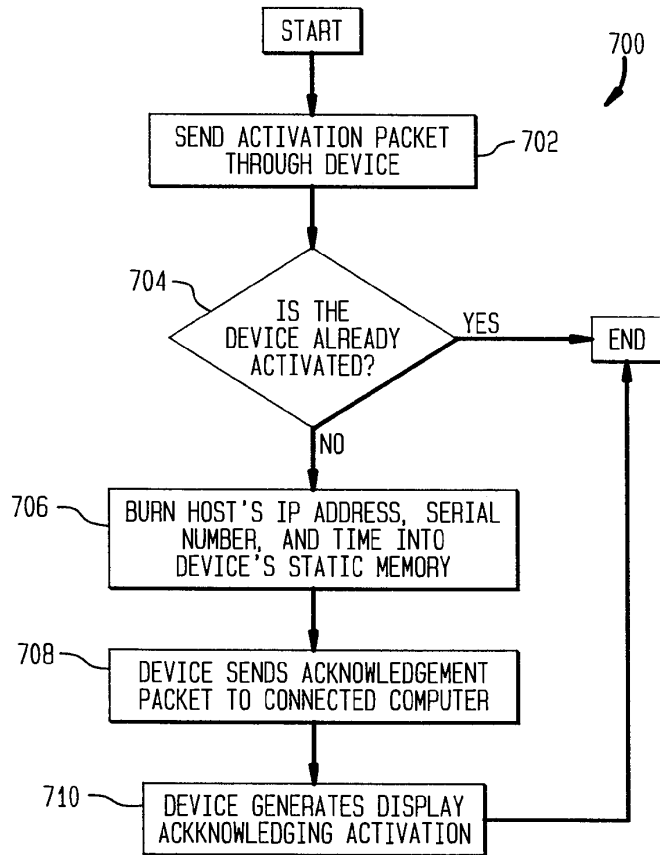 START
700
SEND ACTIVATION PACKET
THROUGH DEVICE
702
704
IS THE
DEVICE ALREADY
ACTIVATED?
YES
END
NO
706
BURN HOST'S IP ADDRESS, SERIAL
NUMBER, AND TIME INTO
DEVICE'S STATIC MEMORY
708
DEVICE SENDS ACKNOWLEDGEMENT
PACKET TO CONNECTED COMPUTER
710
DEVICE GENERATES DISPLAY
ACKKNOWLEDGING ACTIVATION